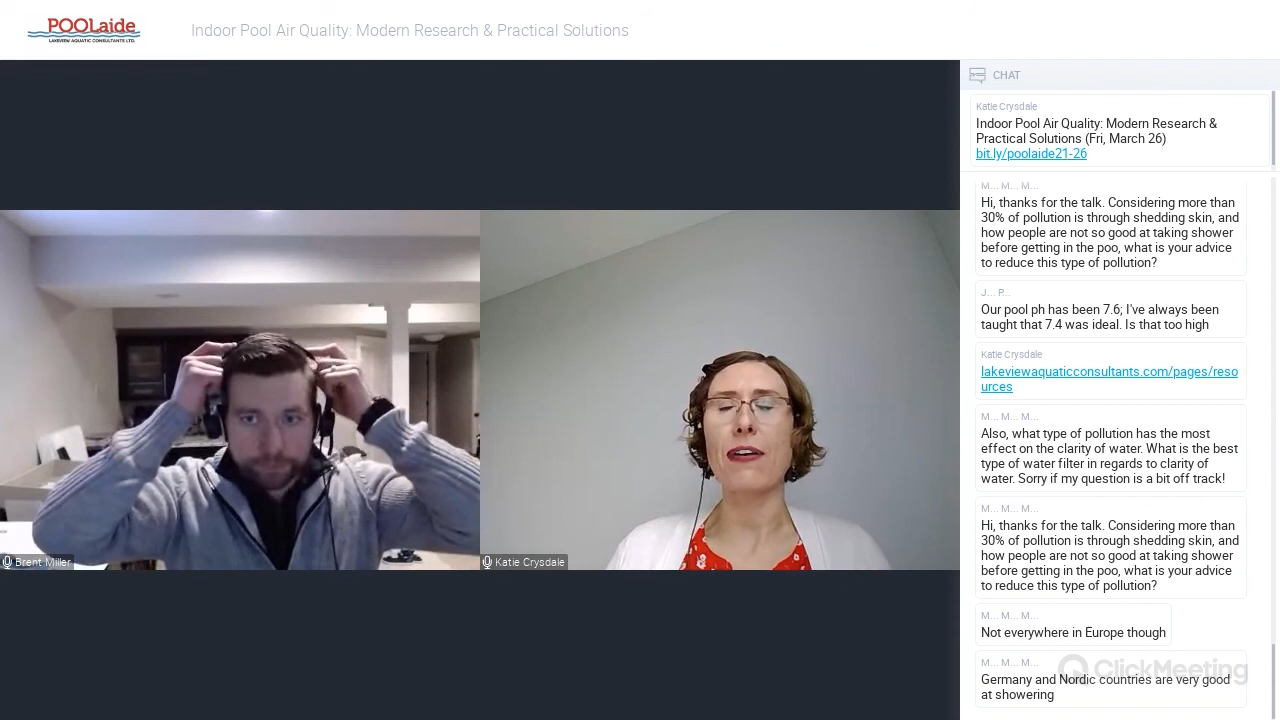 POOLaide
LAKEVIEW AQUATIC CONSULTANTS LTD.
Indoor Pool Air Quality: Modern Research & Practical Solutions
CHAT
Katie Crysdale
Indoor Pool Air Quality: Modern Research &
Practical Solutions (Fri, March 26)
bit.ly/poolaide21-26
M... M... M...
Hi, thanks for the talk. Considering more than
30% of pollution is through shedding skin, and
how people are not so good at taking shower
before getting in the poo, what is your advice
to reduce this type of pollution?
J... P...
Our pool ph has been 7.6; I've always been
taught that 7.4 was ideal. Is that too high
Katie Crysdale
lakeviewaquaticconsultants.com/pages/reso
urces
M... M... M...
Also, what type of pollution has the most
effect on the clarity of water. What is the best
type of water filter in regards to clarity of
water. Sorry if my question is a bit off track!
M... M... M...
Hi, thanks for the talk. Considering more than
30% of pollution is through shedding skin, and
how people are not so good at taking shower
before getting in the poo, what is your advice
to reduce this type of pollution?
M... M... M...
Not everywhere in Europe though
M... M... M...
Germany and Nordic countries are very good
at showering
ClickMeeting
Brent Miller
Katie Crysdale